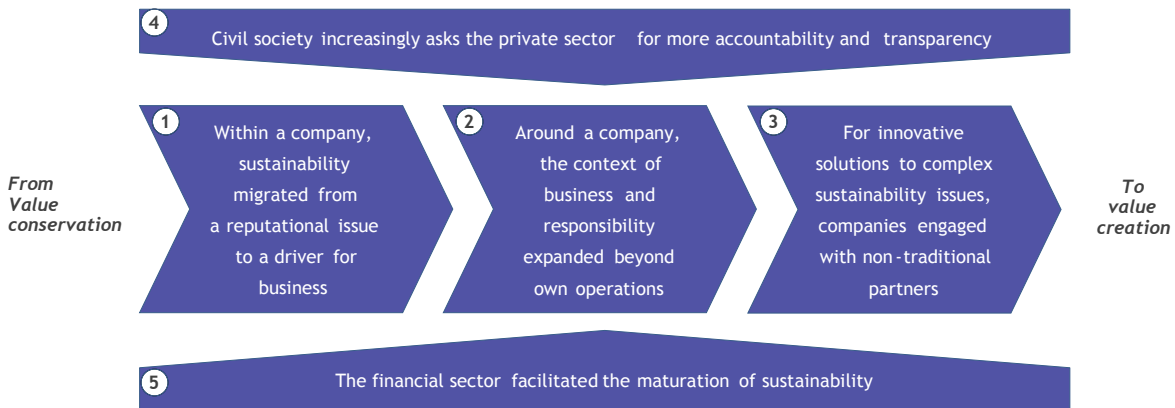 4
Civil society increasingly asks the private sector for more accountability and transparency
From
Value
conservation
1
Within a company,
sustainability
migrated from
a reputational issue
to a driver for
business
2
Around a company,
the context of
business and
responsibility
expanded beyond
own operations
3
For innovative
solutions to complex
sustainability issues,
companies engaged
with non-traditional
partners
To
value
creation
5
The financial sector facilitated the maturation of sustainability